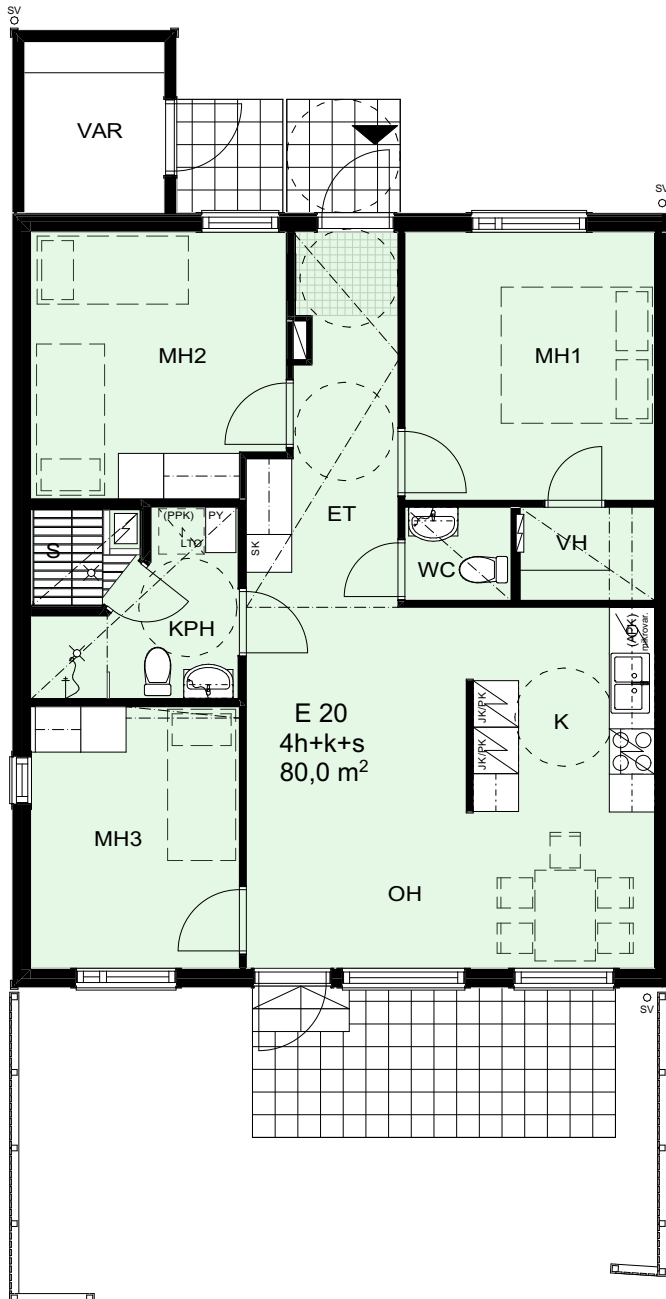 SV
VAR
SV
MH2
MH1
(PPK)
PY
LTO
ET
SK
S
WC
VH
KPH
(APK)
mikrovar.
E 20
4h+k+s
80,0 m²
JK/PK
JK/PK
K
MH3
OH
SV